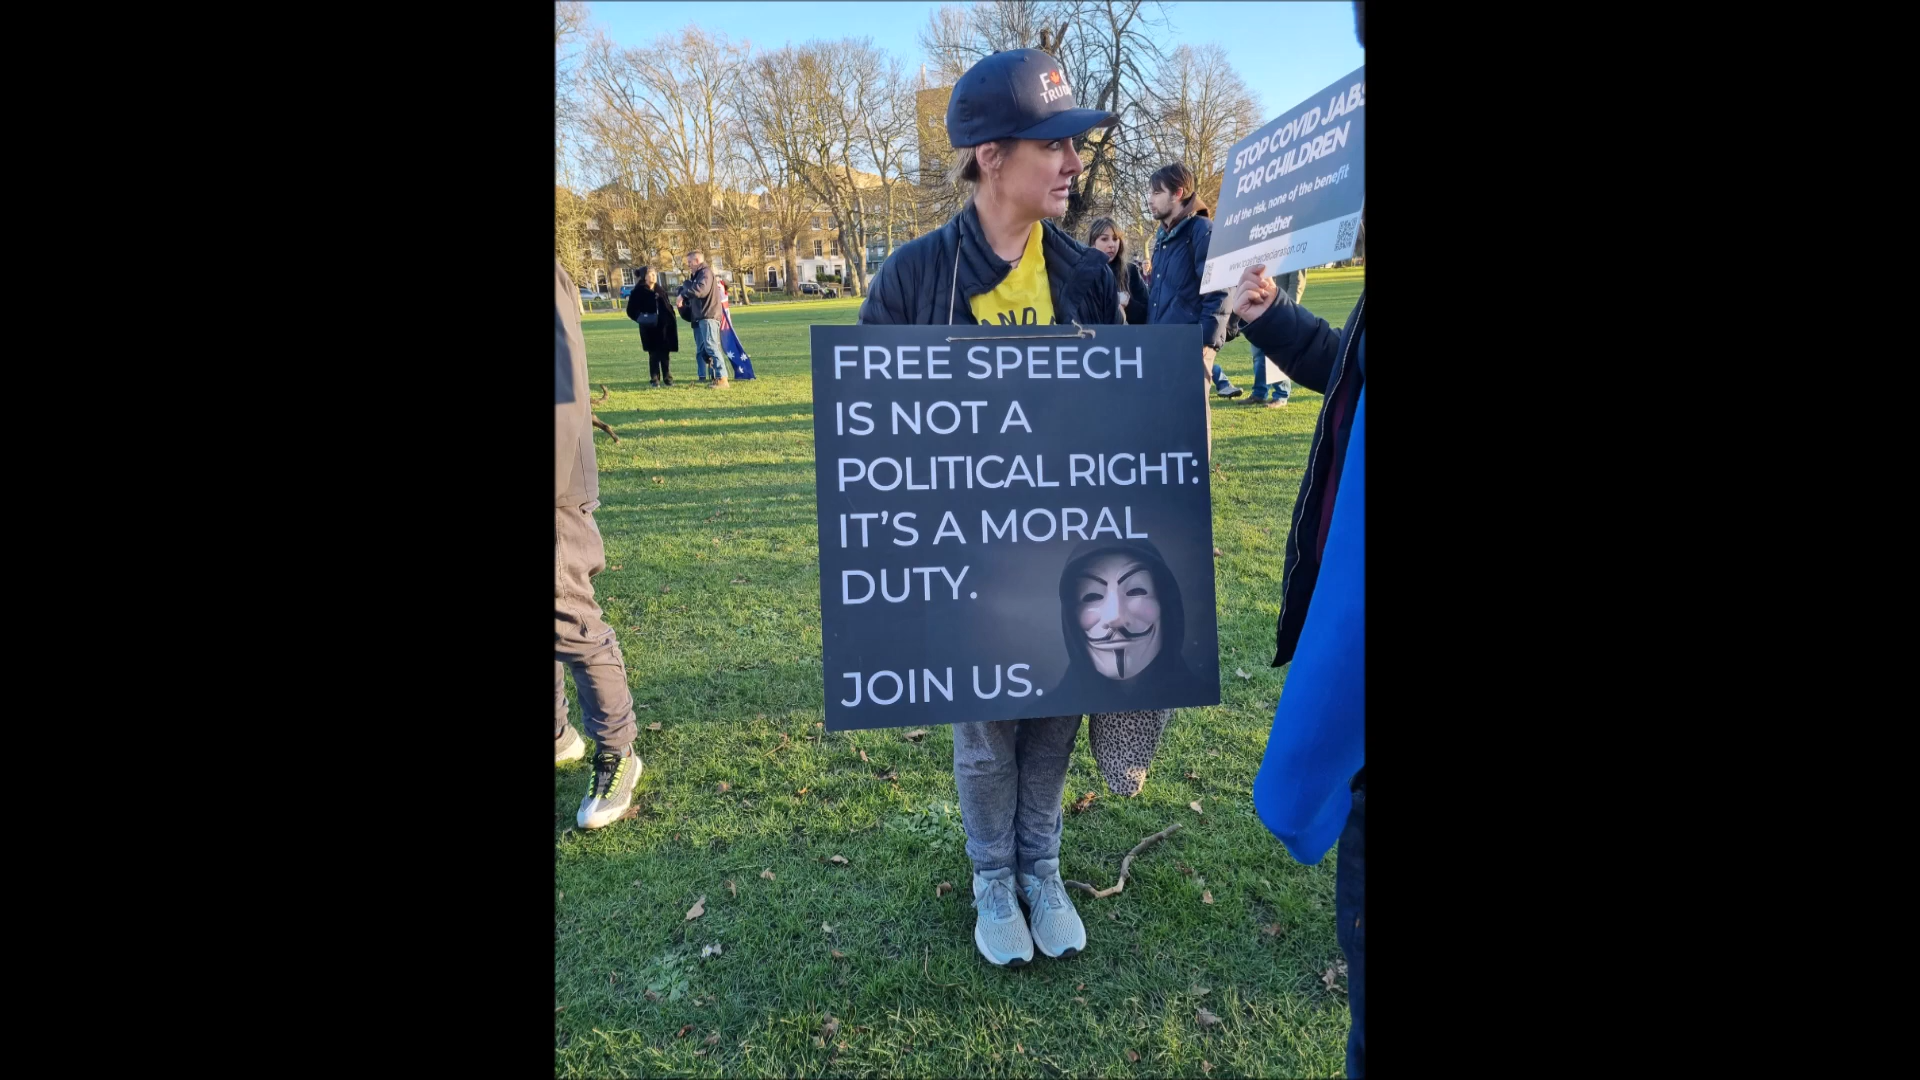 FREE SPEECH
IS NOT A
POLITICAL RIGHT:
IT'S A MORAL
DUTY.
JOIN US.
STOP COVID JABS
FOR CHILDREN
All of the risk, none of the benefit
#together
AND